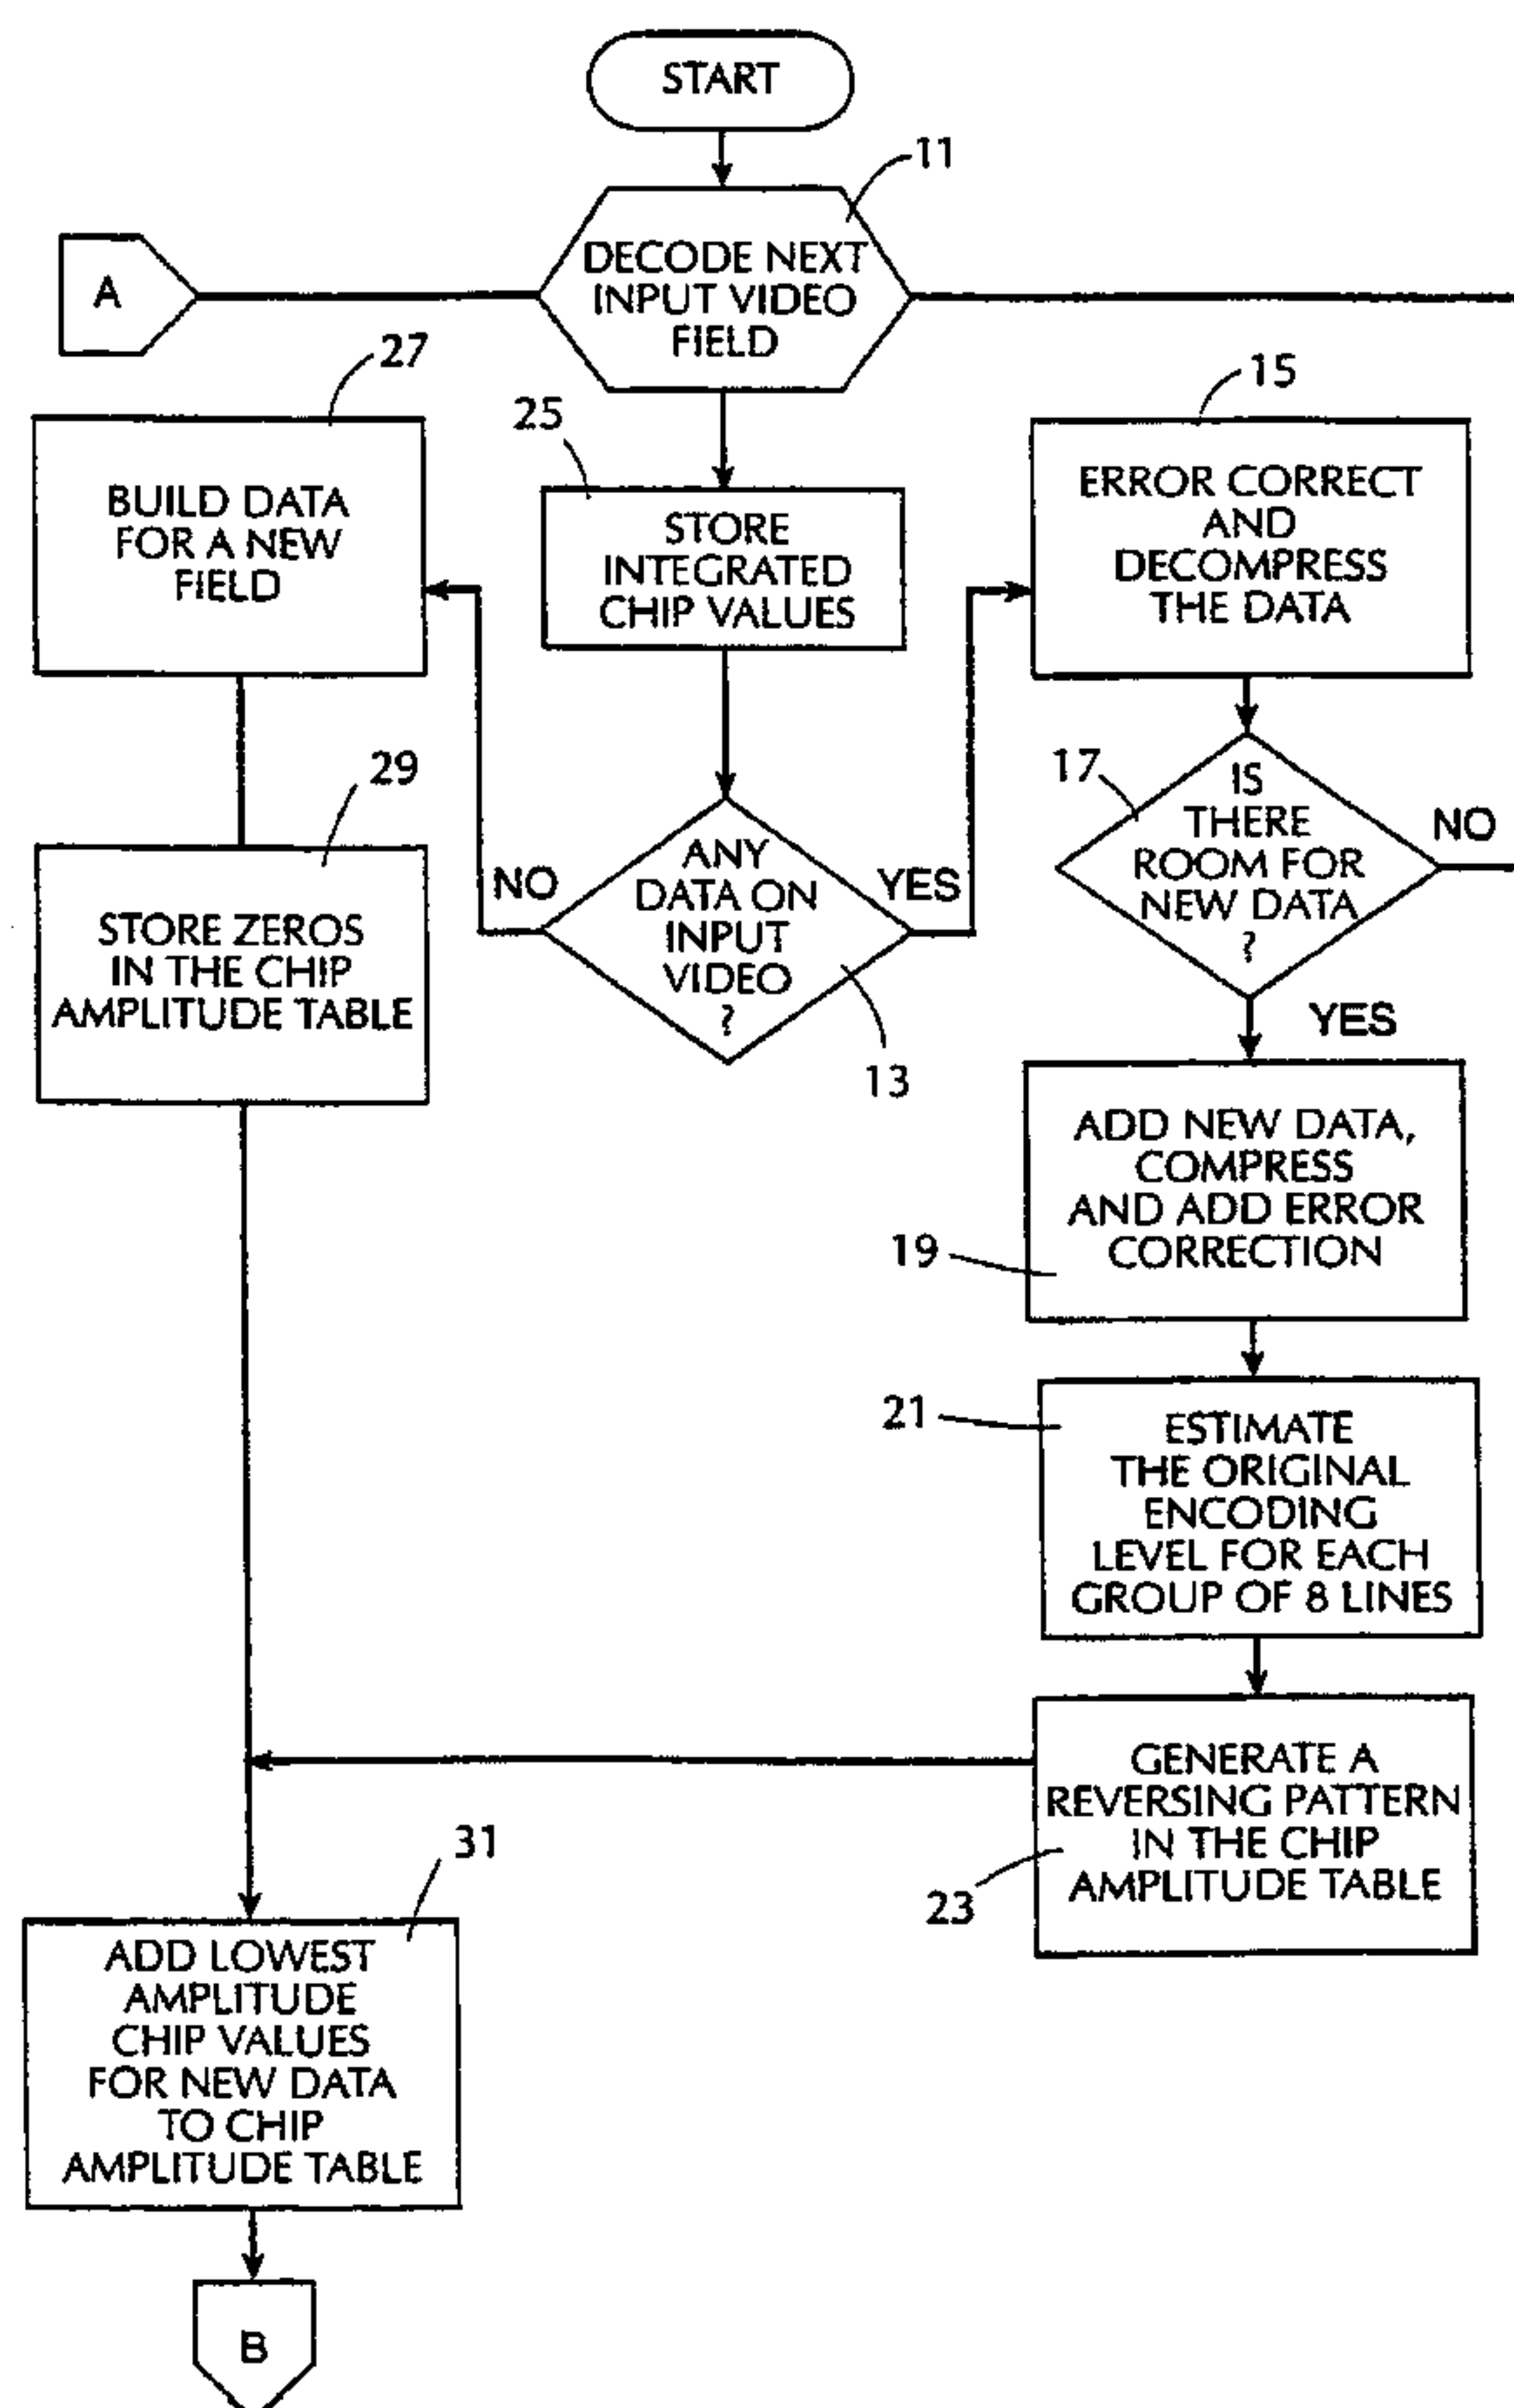 START
11
DECODE NEXT
INPUT VIDEO
FIELD
A
27
BUILD DATA
FOR A NEW
FIELD
25
STORE
INTEGRATED
CHIP VALUES
15
ERROR CORRECT
AND
DECOMPRESS
THE DATA
29
STORE ZEROS
IN THE CHIP
AMPLITUDE TABLE
NO
ANY
DATA ON
INPUT
VIDEO
?
YES
13
17
IS
THERE
ROOM FOR
NEW DATA
?
NO
YES
19
ADD NEW DATA,
COMPRESS
AND ADD ERROR
CORRECTION
21
ESTIMATE
THE ORIGINAL
ENCODING
LEVEL FOR EACH
GROUP OF 8 LINES
23
GENERATE A
REVERSING PATTERN
IN THE CHIP
AMPLITUDE TABLE
31
ADD LOWEST
AMPLITUDE
CHIP VALUES
FOR NEW DATA
TO CHIP
AMPLITUDE TABLE
B